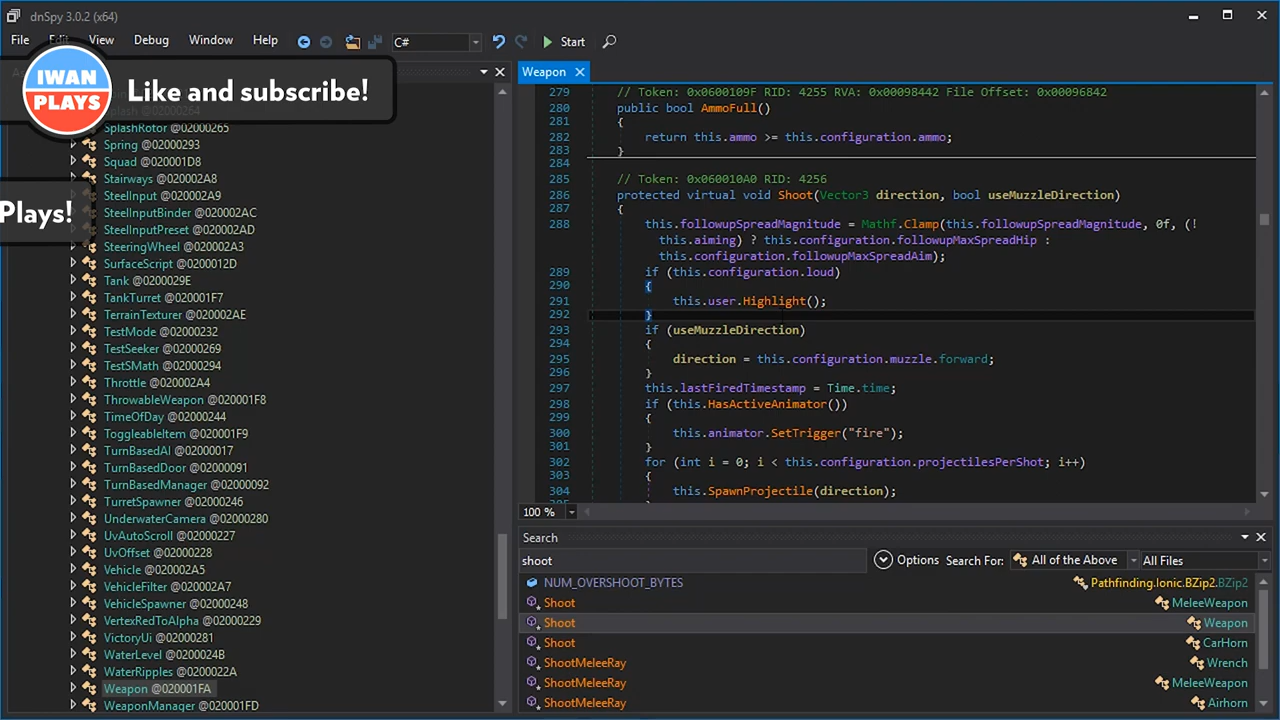 dnSpy 3.0.2 (x64)
File Edit View Debug Window Help C# Start
IWAN
PLAYS
Like and subscribe!
Plays!
SplashRotor @02000265
Spring @02000293
Squad @020001D8
Stairways @020002A8
SteelInput @020002A9
SteelInputBinder @020002AC
SteelInputPreset @020002AD
SteeringWheel @020002A3
SurfaceScript @0200012D
Tank @0200029E
TankTurret @020001F7
TerrainTexturer @020002AE
TestMode @02000232
TestSeeker @02000269
TestSMath @02000294
Throttle @020002A4
ThrowableWeapon @020001F8
TimeOfDay @02000244
ToggleableItem @020001F9
TurnBasedAI @02000017
TurnBasedDoor @02000091
TurnBasedManager @02000092
TurretSpawner @02000246
UnderwaterCamera @02000280
UvAutoScroll @02000227
UvOffset @02000228
Vehicle @020002A5
VehicleFilter @020002A7
VehicleSpawner @02000248
VertexRedToAlpha @02000229
VictoryUi @02000281
WaterLevel @0200024B
WaterRipples @0200022A
Weapon @020001FA
WeaponManager @020001FD
Weapon
279 // Token: 0x0600109F RID: 4255 RVA: 0x00098442 File Offset: 0x00096842
280 public bool AmmoFull()
281 {
282 return this.ammo >= this.configuration.ammo;
283 }
284
285 // Token: 0x060010A0 RID: 4256
286 protected virtual void Shoot(Vector3 direction, bool useMuzzleDirection)
287 {
288 this.followupSpreadMagnitude = Mathf.Clamp(this.followupSpreadMagnitude, 0f, (!
this.aiming) ? this.configuration.followupMaxSpreadHip :
this.configuration.followupMaxSpreadAim);
289 if (this.configuration.loud)
290 {
291 this.user.Highlight();
292 }
293 if (useMuzzleDirection)
294 {
295 direction = this.configuration.muzzle.forward;
296 }
297 this.lastFiredTimestamp = Time.time;
298 if (this.HasActiveAnimator())
299 {
300 this.animator.SetTrigger("fire");
301 }
302 for (int i = 0; i < this.configuration.projectilesPerShot; i++)
303 {
304 this.SpawnProjectile(direction);
100 %
Search
shoot Options Search For: All of the Above All Files
NUM_OVERSHOOT_BYTES Pathfinding.Ionic.BZip2.BZip2
Shoot MeleeWeapon
Shoot Weapon
Shoot CarHorn
ShootMeleeRay Wrench
ShootMeleeRay MeleeWeapon
ShootMeleeRay Airhorn